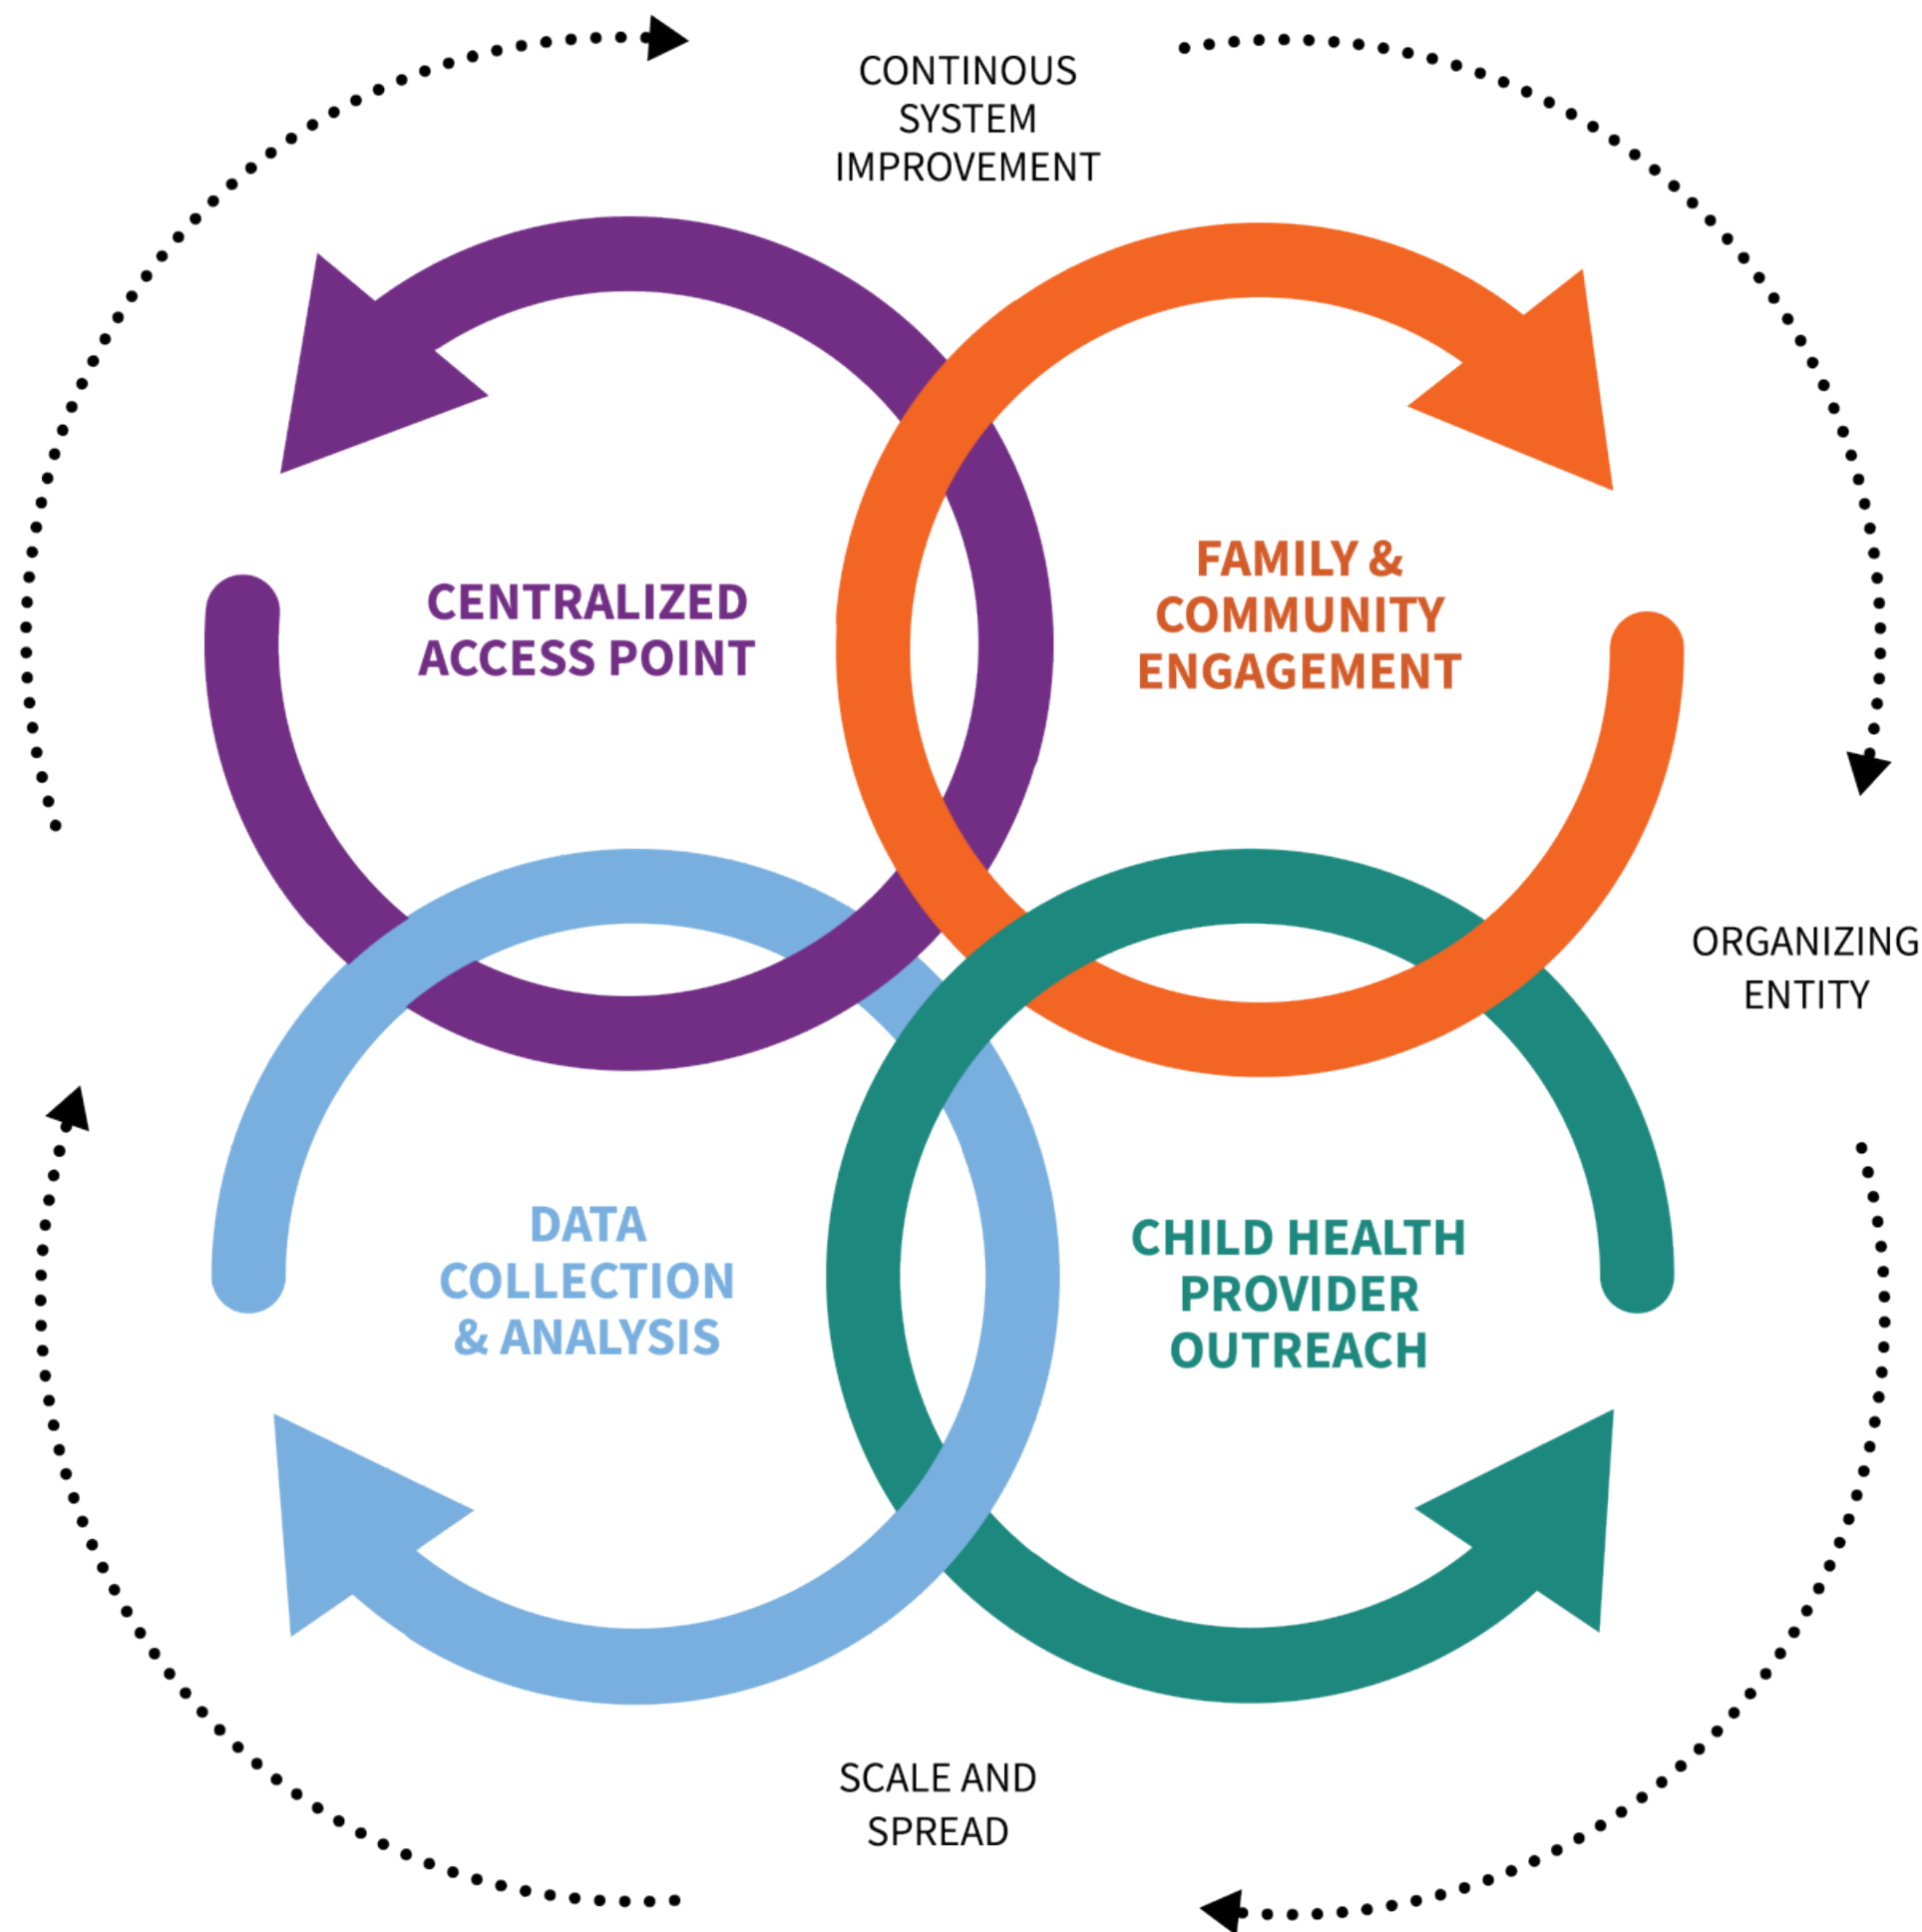 CONTINOUS
SYSTEM
IMPROVEMENT
CENTRALIZED
ACCESS POINT
FAMILY &
COMMUNITY
ENGAGEMENT
ORGANIZING
ENTITY
DATA
COLLECTION
& ANALYSIS
CHILD HEALTH
PROVIDER
OUTREACH
SCALE AND
SPREAD